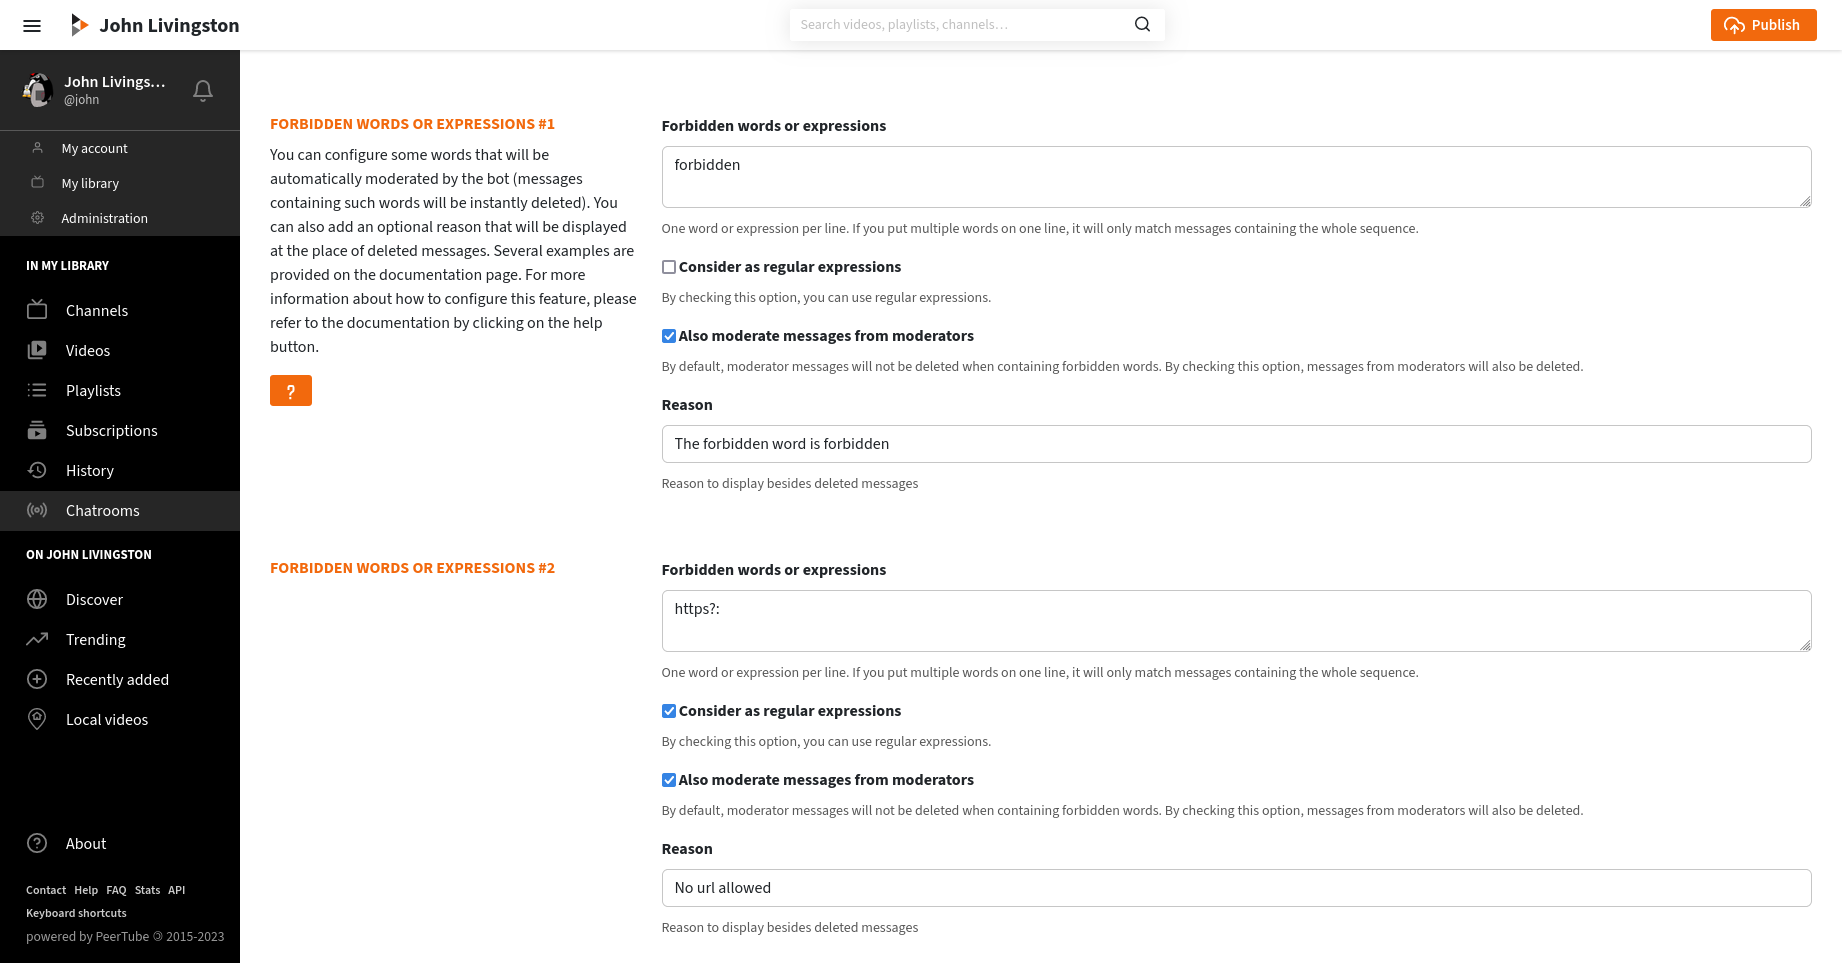 John Livingston
Search videos, playlists, channels…
Publish
John Livings…
@john
My account
My library
Administration
IN MY LIBRARY
Channels
Videos
Playlists
Subscriptions
History
Chatrooms
ON JOHN LIVINGSTON
Discover
Trending
Recently added
Local videos
About
Contact Help FAQ Stats API
Keyboard shortcuts
powered by PeerTube 🄯 2015-2023
FORBIDDEN WORDS OR EXPRESSIONS #1
You can configure some words that will be
automatically moderated by the bot (messages
containing such words will be instantly deleted). You
can also add an optional reason that will be displayed
at the place of deleted messages. Several examples are
provided on the documentation page. For more
information about how to configure this feature, please
refer to the documentation by clicking on the help
button.
?
Forbidden words or expressions
forbidden
One word or expression per line. If you put multiple words on one line, it will only match messages containing the whole sequence.
Consider as regular expressions
By checking this option, you can use regular expressions.
Also moderate messages from moderators
By default, moderator messages will not be deleted when containing forbidden words. By checking this option, messages from moderators will also be deleted.
Reason
The forbidden word is forbidden
Reason to display besides deleted messages
FORBIDDEN WORDS OR EXPRESSIONS #2
Forbidden words or expressions
https?:
One word or expression per line. If you put multiple words on one line, it will only match messages containing the whole sequence.
Consider as regular expressions
By checking this option, you can use regular expressions.
Also moderate messages from moderators
By default, moderator messages will not be deleted when containing forbidden words. By checking this option, messages from moderators will also be deleted.
Reason
No url allowed
Reason to display besides deleted messages